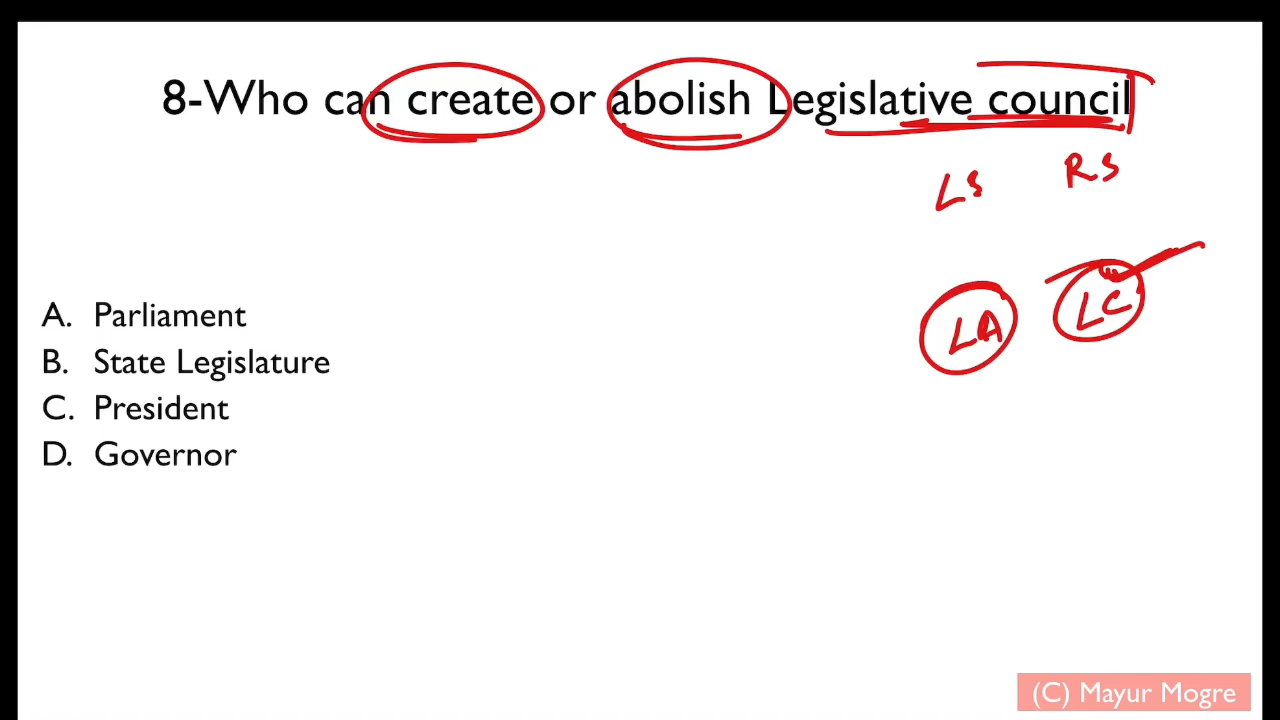 8-Who can create or abolish Legislative council
LS RS
LA LC
A. Parliament
B. State Legislature
C. President
D. Governor
(C) Mayur Mogre